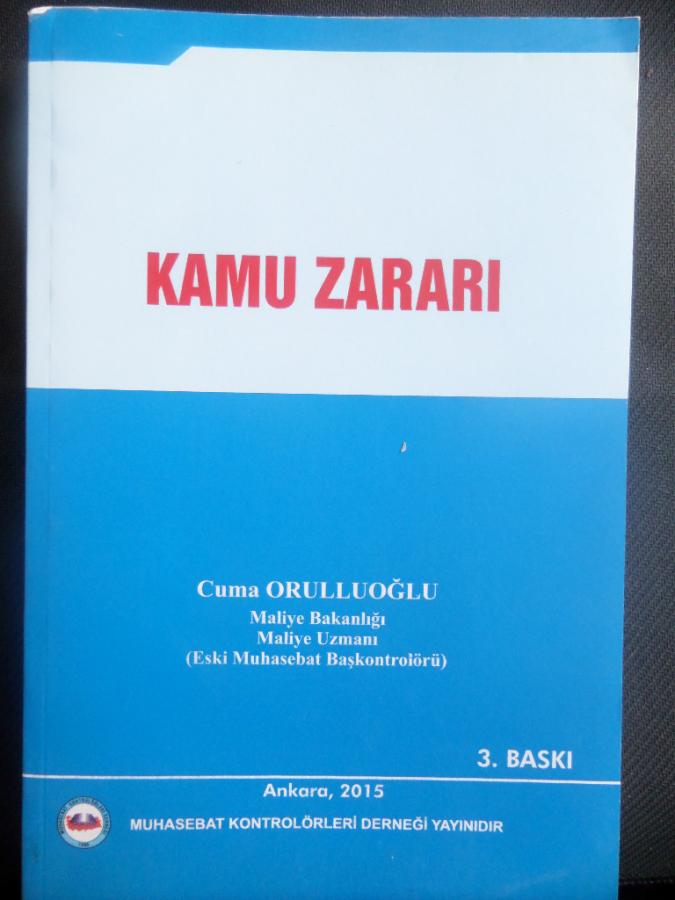 KAMU ZARARI
Cuma ORULLUOĞLU
Maliye Bakanlığı
Maliye Uzmanı
(Eski Muhasebat Başkontrolörü)
3. BASKI
Ankara, 2015
MUHASEBAT KONTROLÖRLERİ DERNEĞİ YAYINIDIR